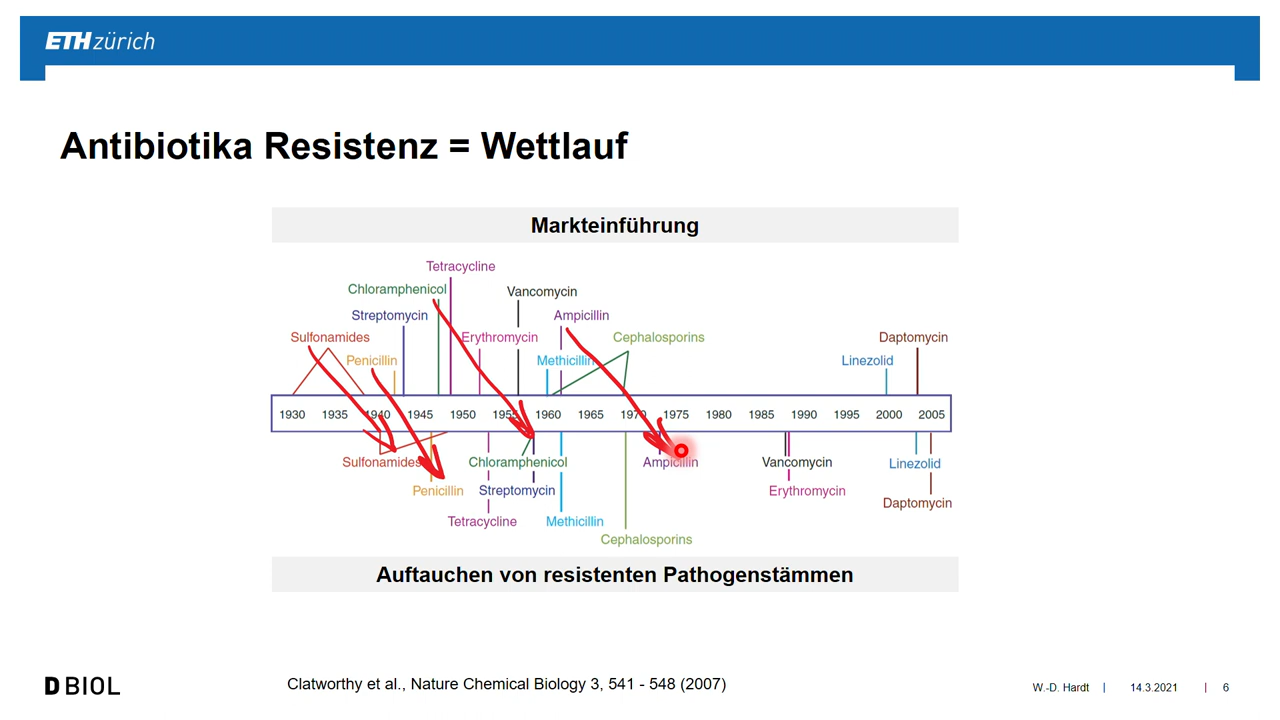 ETH zürich
Antibiotika Resistenz = Wettlauf
Markteinführung
Tetracycline
Chloramphenicol
Vancomycin
Streptomycin
Ampicillin
Sulfonamides
Erythromycin
Cephalosporins
Daptomycin
Penicillin
Methicillin
Linezolid
1930 1935 1940 1945 1950 1955 1960 1965 1970 1975 1980 1985 1990 1995 2000 2005
Sulfonamides
Chloramphenicol
Ampicillin
Vancomycin
Linezolid
Penicillin
Streptomycin
Erythromycin
Daptomycin
Tetracycline
Methicillin
Cephalosporins
Auftauchen von resistenten Pathogenstämmen
D BIOL
Clatworthy et al., Nature Chemical Biology 3, 541 - 548 (2007)
W.-D. Hardt | 14.3.2021 | 6